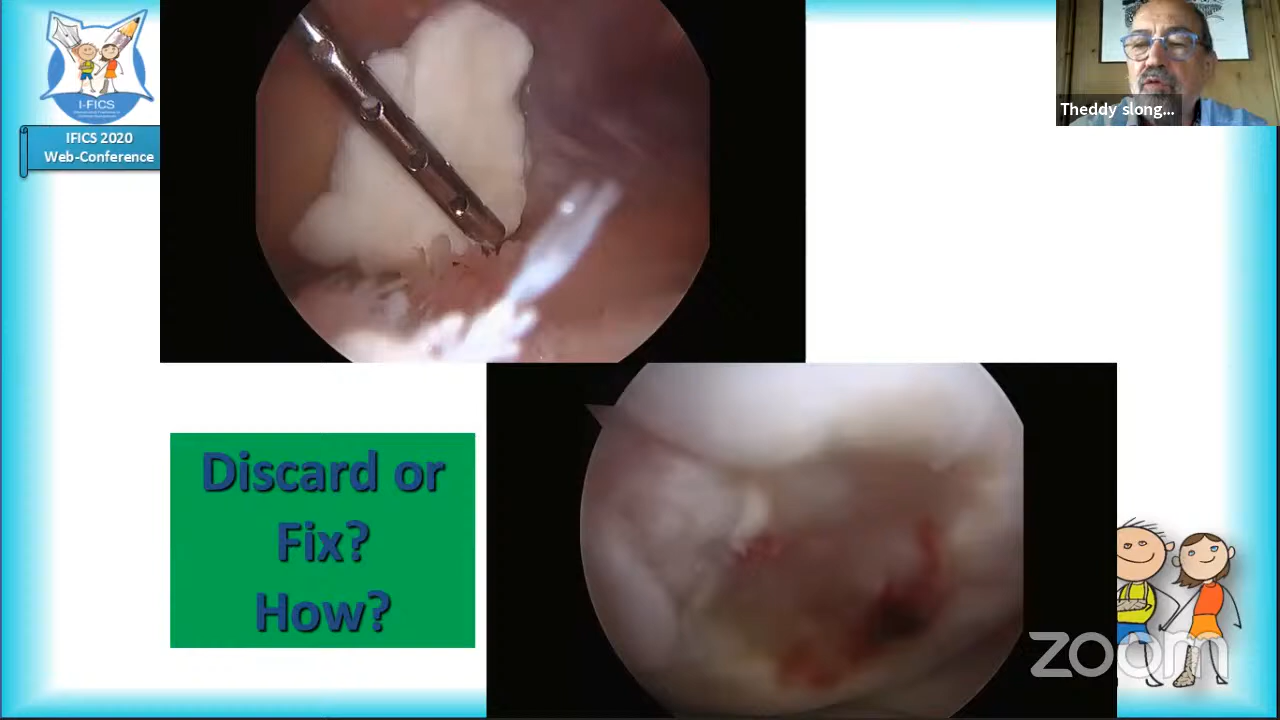 I-FICS
IFICS 2020
Web-Conference
Theddy slong...
Discard or
Fix?
How?
zoom